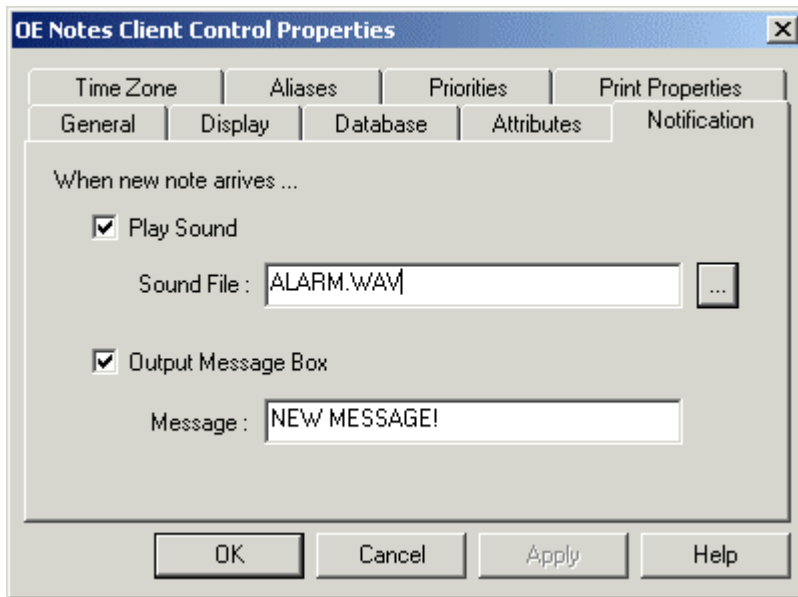 OE Notes Client Control Properties
Time Zone Aliases Priorities Print Properties
General Display Database Attributes Notification
When new note arrives ...
Play Sound
Sound File : ALARM.WAV ...
Output Message Box
Message : NEW MESSAGE!
OK Cancel Apply Help